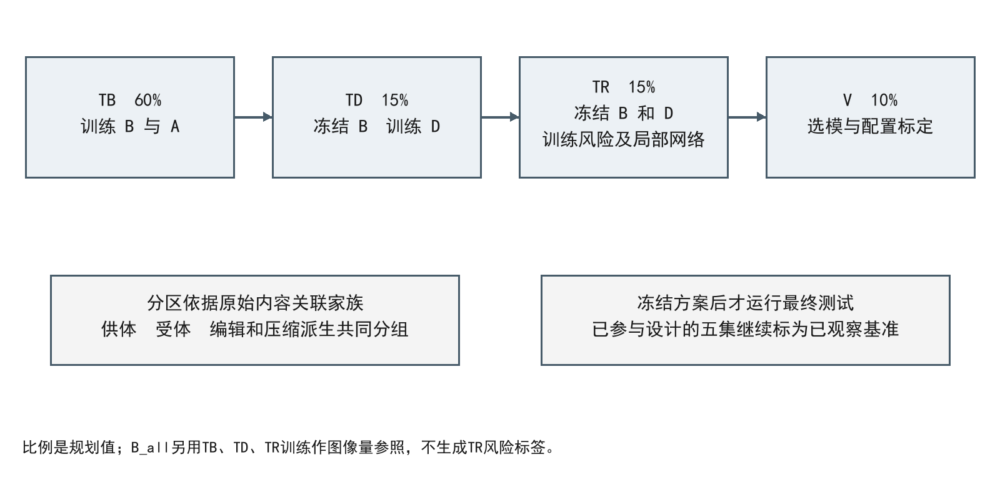 TB  60%
训练 B 与 A
TD  15%
冻结 B  训练 D
TR  15%
冻结 B 和 D
训练风险及局部网络
V  10%
选模与配置标定
分区依据原始内容关联家族
供体  受体  编辑和压缩派生共同分组
冻结方案后才运行最终测试
已参与设计的五集继续标为已观察基准
比例是规划值；B_all另用TB、TD、TR训练作图像量参照，不生成TR风险标签。